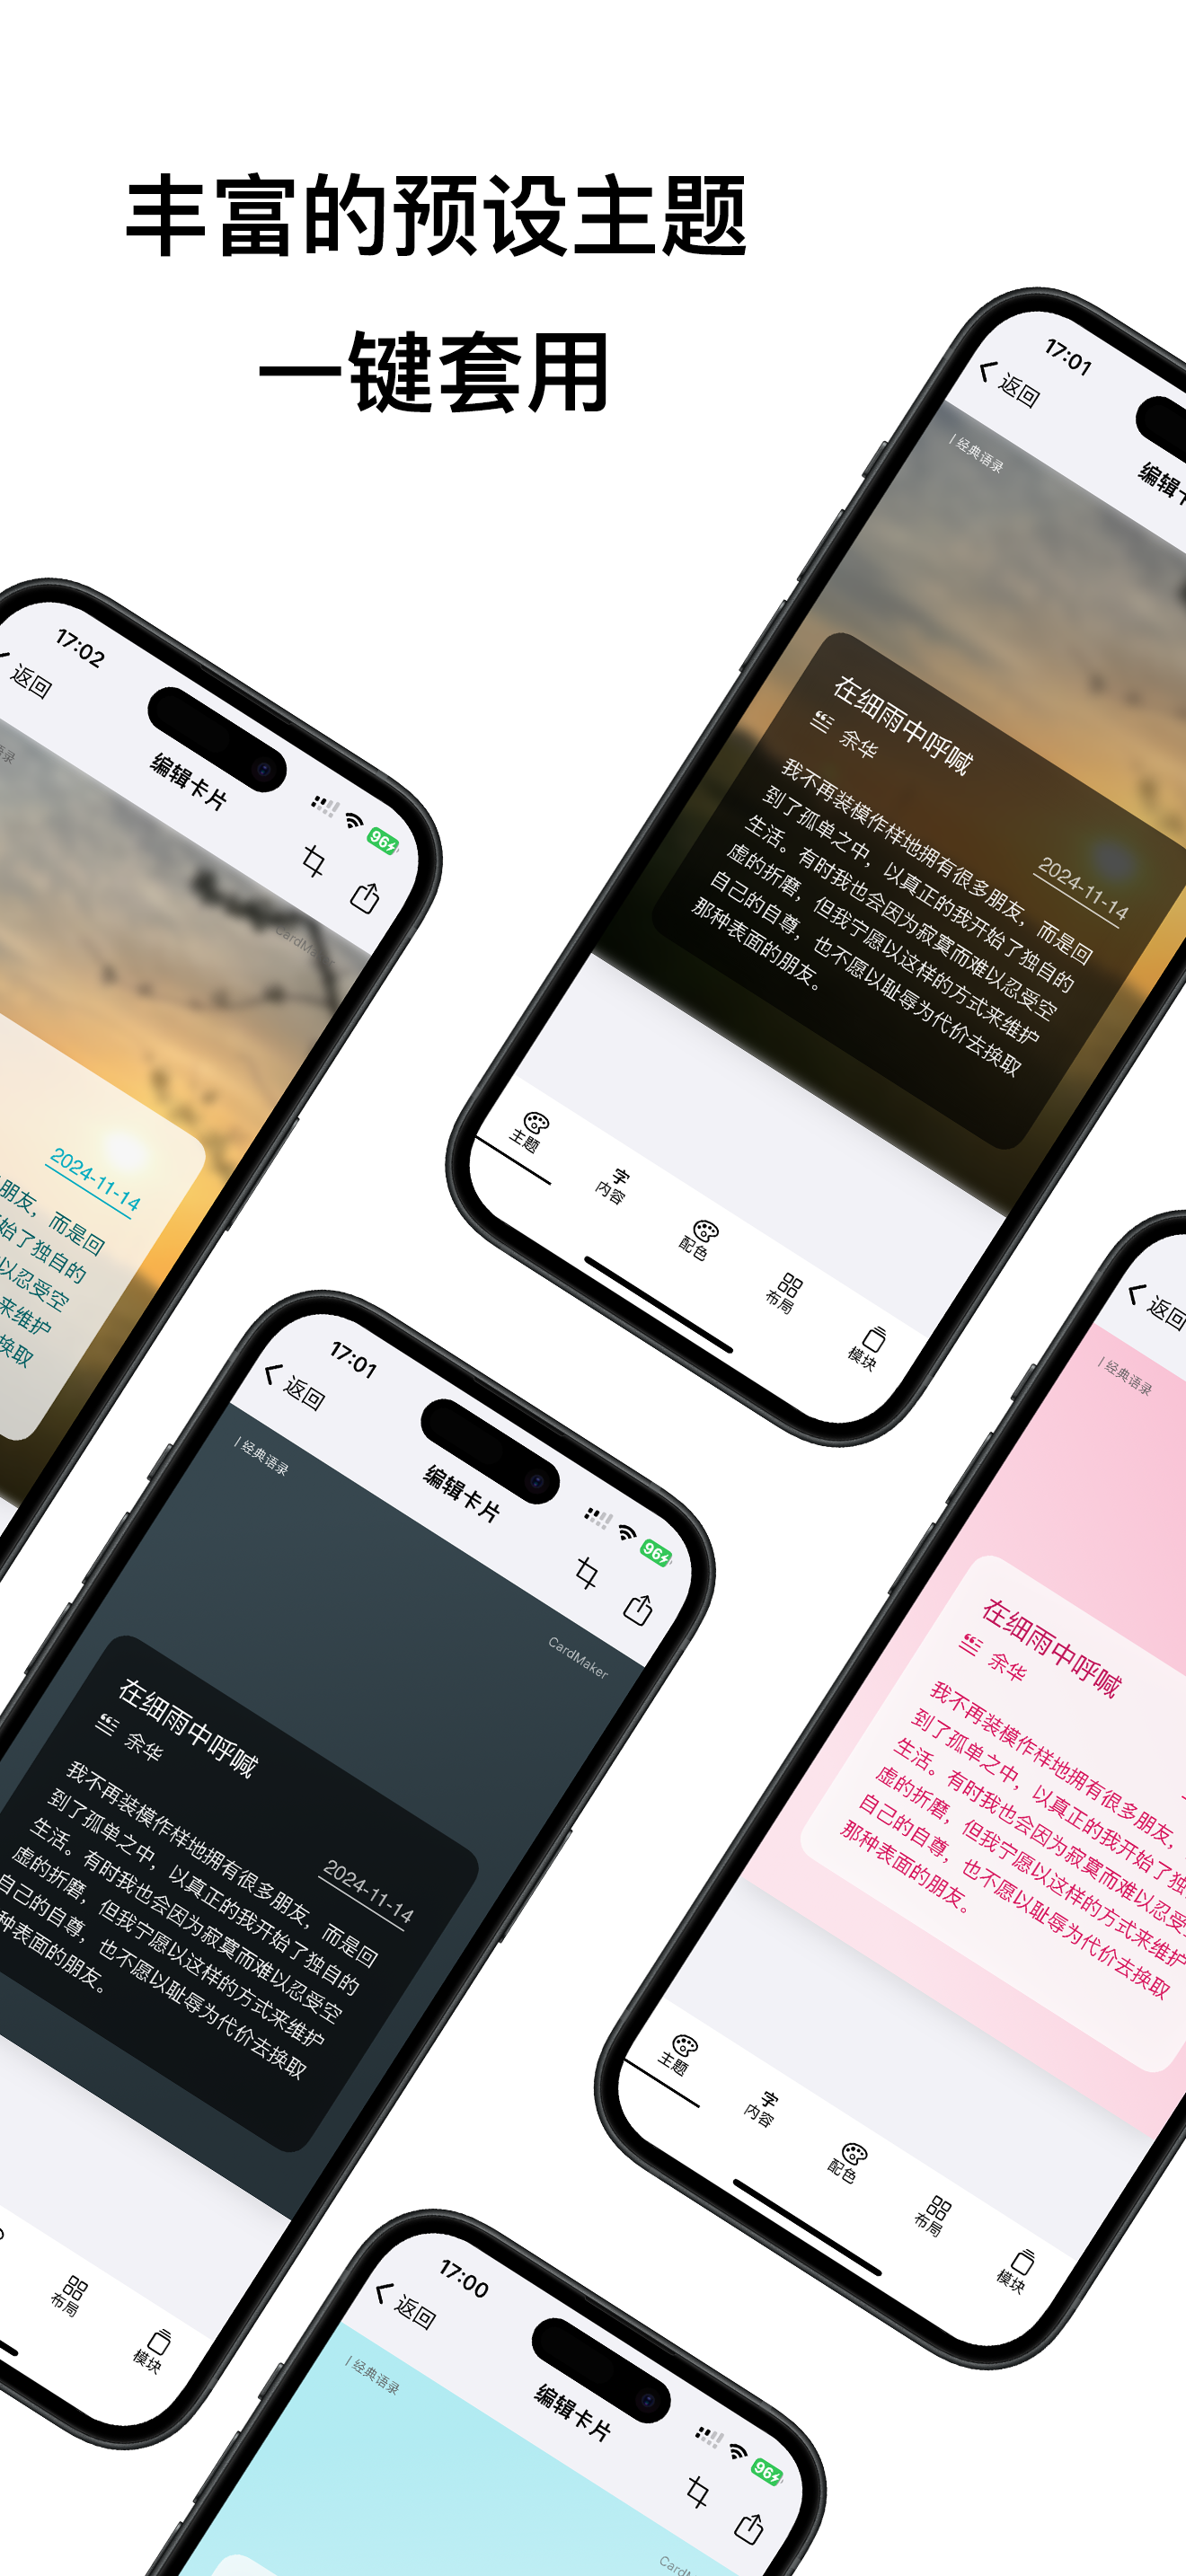 丰富的预设主题
一键套用
17:01
返回
编辑卡
| 经典语录
在细雨中呼喊
余华
2024-11-14
我不再装模作样地拥有很多朋友，而是回
到了孤单之中，以真正的我开始了独自的
生活。有时我也会因为寂寞而难以忍受空
虚的折磨，但我宁愿以这样的方式来维护
自己的自尊，也不愿以耻辱为代价去换取
那种表面的朋友。
主题
内容
配色
布局
模块
17:02
返回
编辑卡片
96
语录
CardMaker
2024-11-14
朋友，而是回
始了独自的
以忍受空
来维护
换取
17:01
返回
编辑卡片
96
| 经典语录
CardMaker
在细雨中呼喊
余华
2024-11-14
我不再装模作样地拥有很多朋友，而是回
到了孤单之中，以真正的我开始了独自的
生活。有时我也会因为寂寞而难以忍受空
虚的折磨，但我宁愿以这样的方式来维护
自己的自尊，也不愿以耻辱为代价去换取
种表面的朋友。
布局
模块
返回
| 经典语录
在细雨中呼喊
余华
我不再装模作样地拥有很多朋友，
到了孤单之中，以真正的我开始了独
生活。有时我也会因为寂寞而难以忍受
虚的折磨，但我宁愿以这样的方式来维护
自己的自尊，也不愿以耻辱为代价去换取
那种表面的朋友。
主题
内容
配色
布局
模块
17:00
返回
编辑卡片
96
| 经典语录
CardM